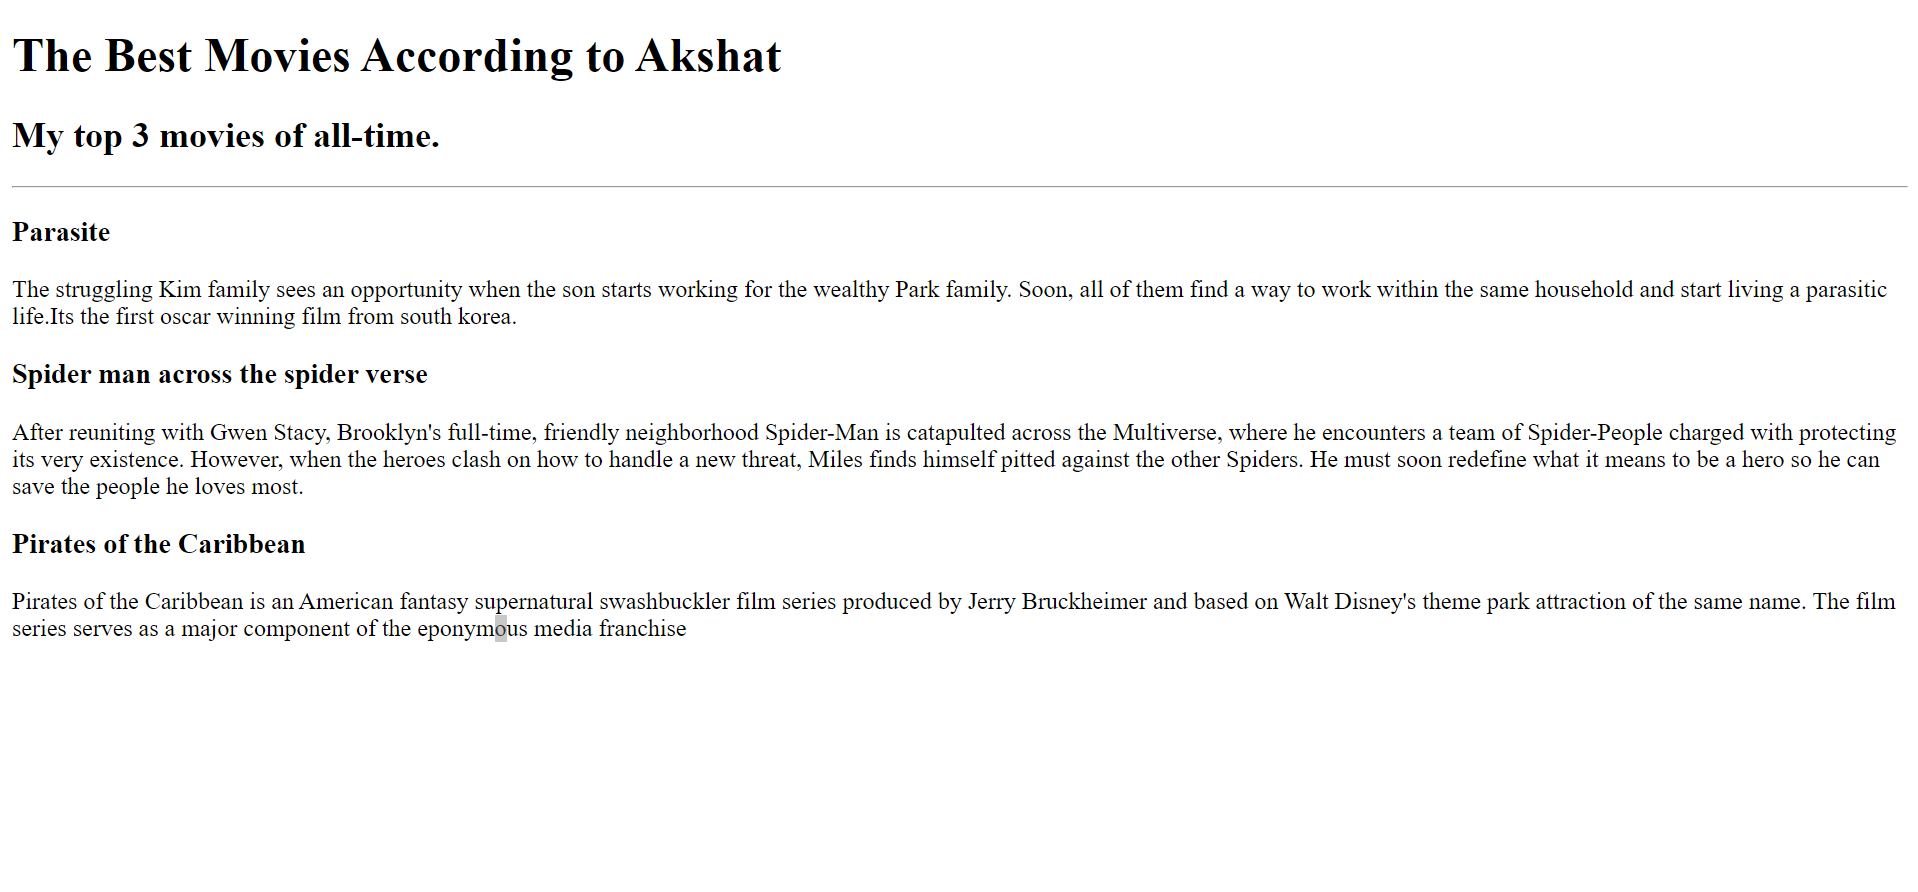 The Best Movies According to Akshat
My top 3 movies of all-time.
Parasite
The struggling Kim family sees an opportunity when the son starts working for the wealthy Park family. Soon, all of them find a way to work within the same household and start living a parasitic
life.Its the first oscar winning film from south korea.
Spider man across the spider verse
After reuniting with Gwen Stacy, Brooklyn's full-time, friendly neighborhood Spider-Man is catapulted across the Multiverse, where he encounters a team of Spider-People charged with protecting
its very existence. However, when the heroes clash on how to handle a new threat, Miles finds himself pitted against the other Spiders. He must soon redefine what it means to be a hero so he can
save the people he loves most.
Pirates of the Caribbean
Pirates of the Caribbean is an American fantasy supernatural swashbuckler film series produced by Jerry Bruckheimer and based on Walt Disney's theme park attraction of the same name. The film
series serves as a major component of the eponymous media franchise